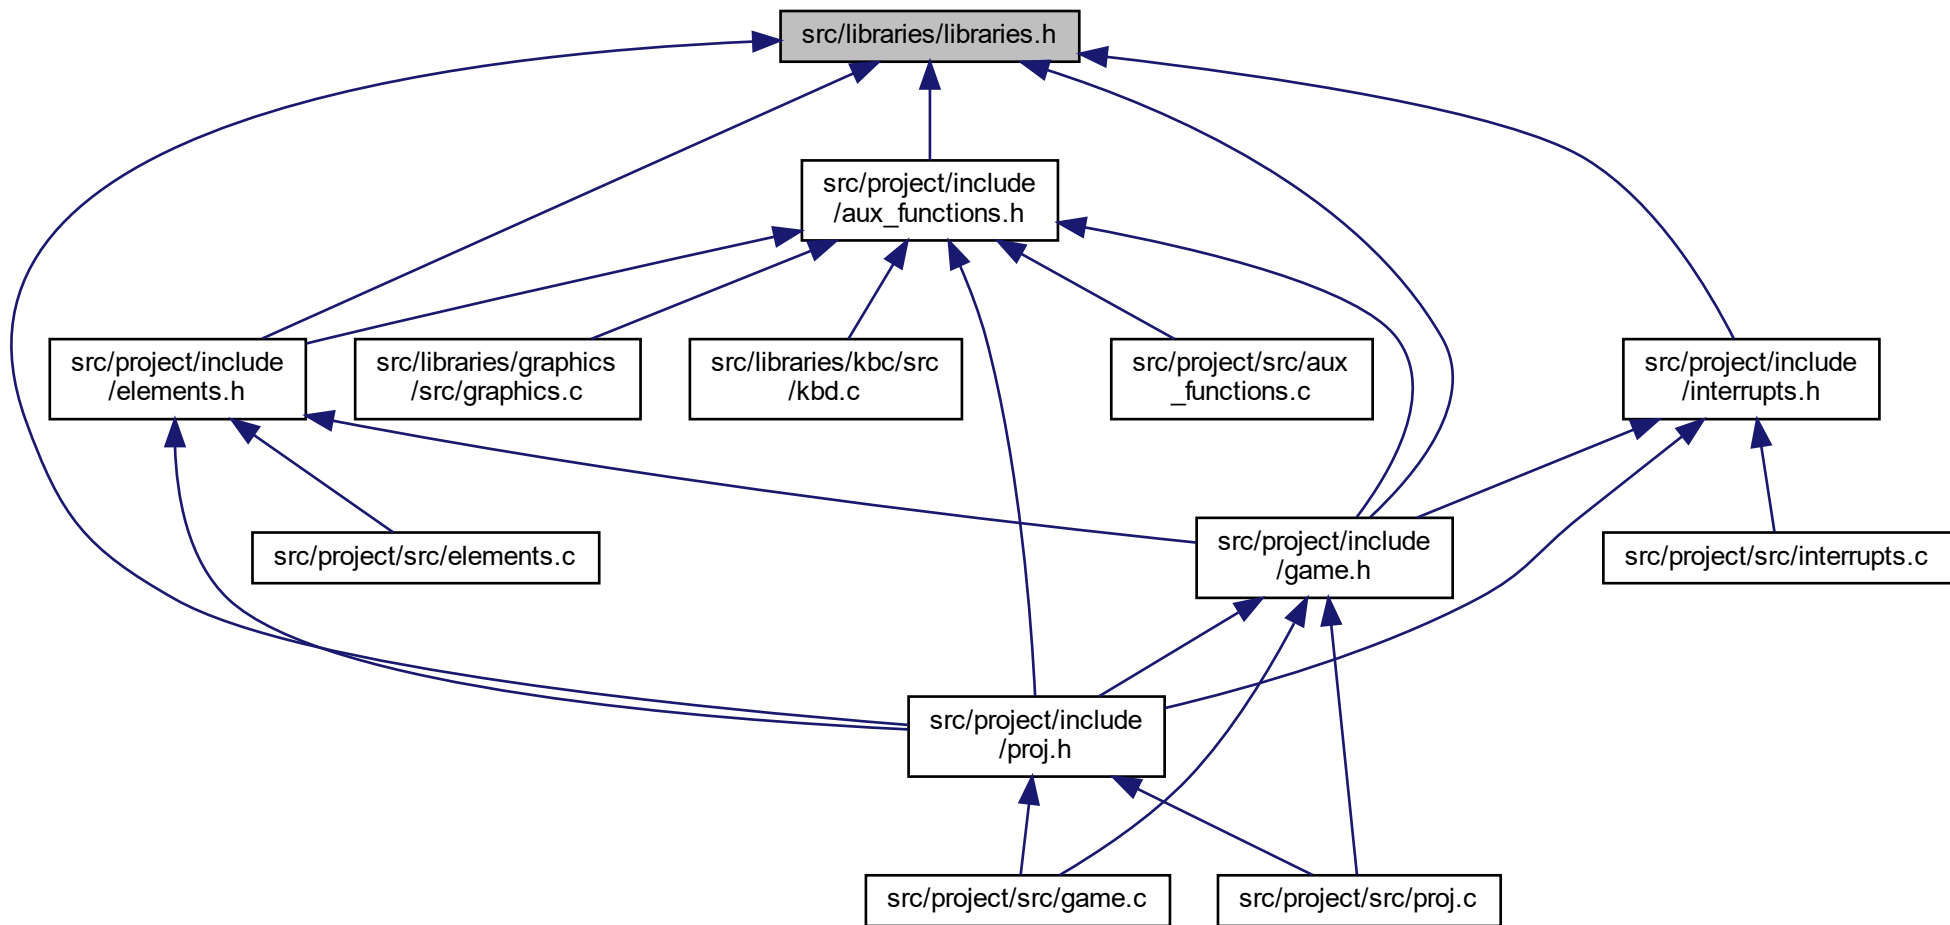 src/libraries/libraries.h
src/project/include
/aux_functions.h
src/project/include
/elements.h
src/libraries/graphics
/src/graphics.c
src/libraries/kbc/src
/kbd.c
src/project/src/aux
_functions.c
src/project/include
/interrupts.h
src/project/src/elements.c
src/project/include
/game.h
src/project/src/interrupts.c
src/project/include
/proj.h
src/project/src/game.c
src/project/src/proj.c